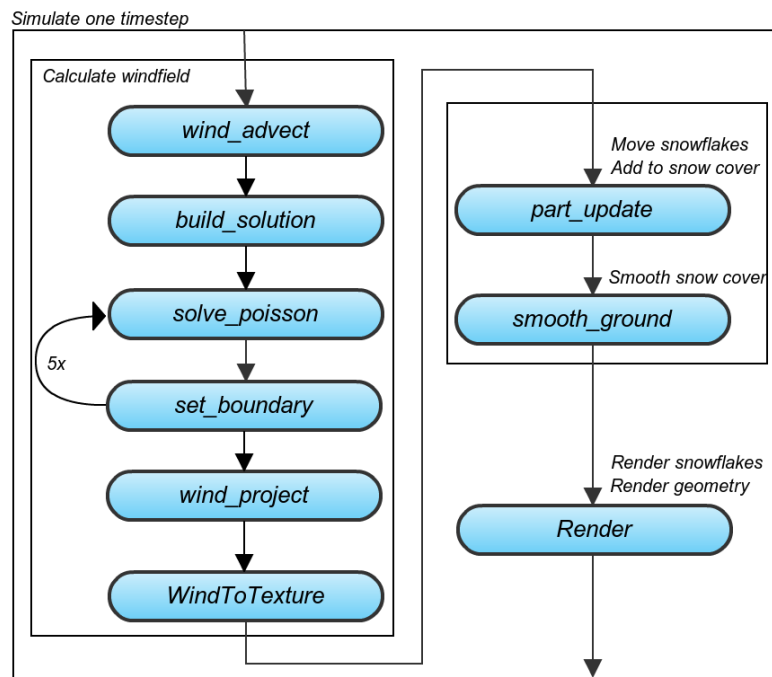 Simulate one timestep
Calculate windfield
wind_advect
build_solution
solve_poisson
5x
set_boundary
wind_project
WindToTexture
Move snowflakes
Add to snow cover
part_update
Smooth snow cover
smooth_ground
Render snowflakes
Render geometry
Render